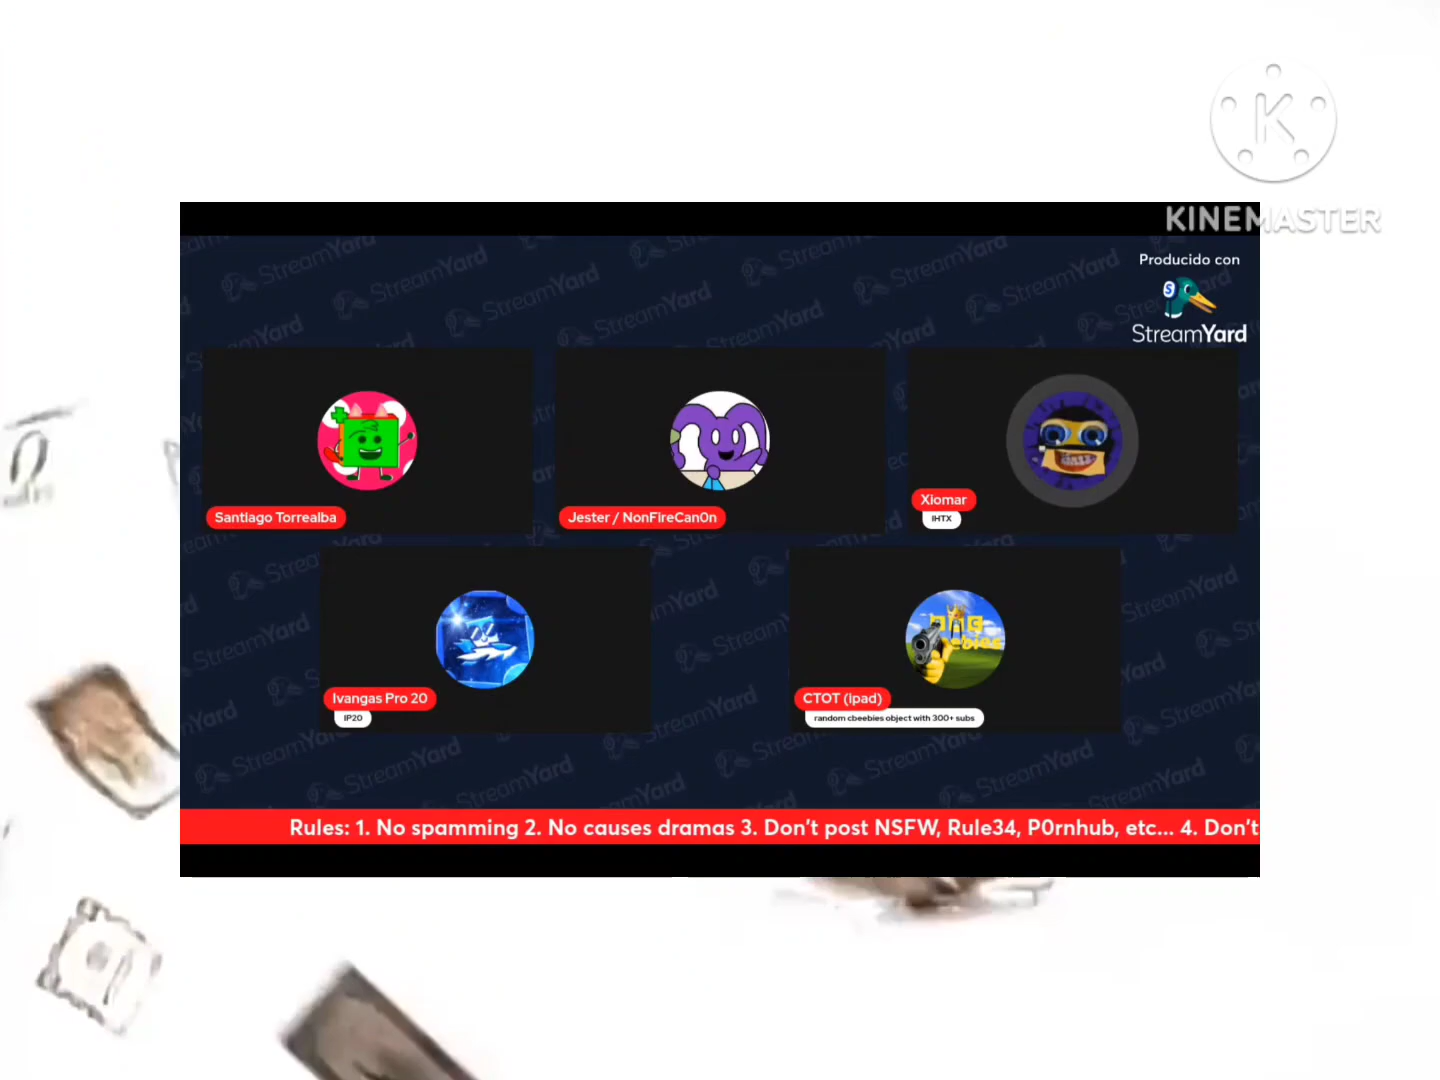 KINEMASTER
Producido con
StreamYard
Santiago Torrealba
Jester / NonFireCan0n
Xiomar
IHTX
Ivangas Pro 20
IP20
CTOT (ipad)
random cbeebies object with 300+ subs
Rules: 1. No spamming 2. No causes dramas 3. Don't post NSFW, Rule34, P0rnhub, etc... 4. Don't